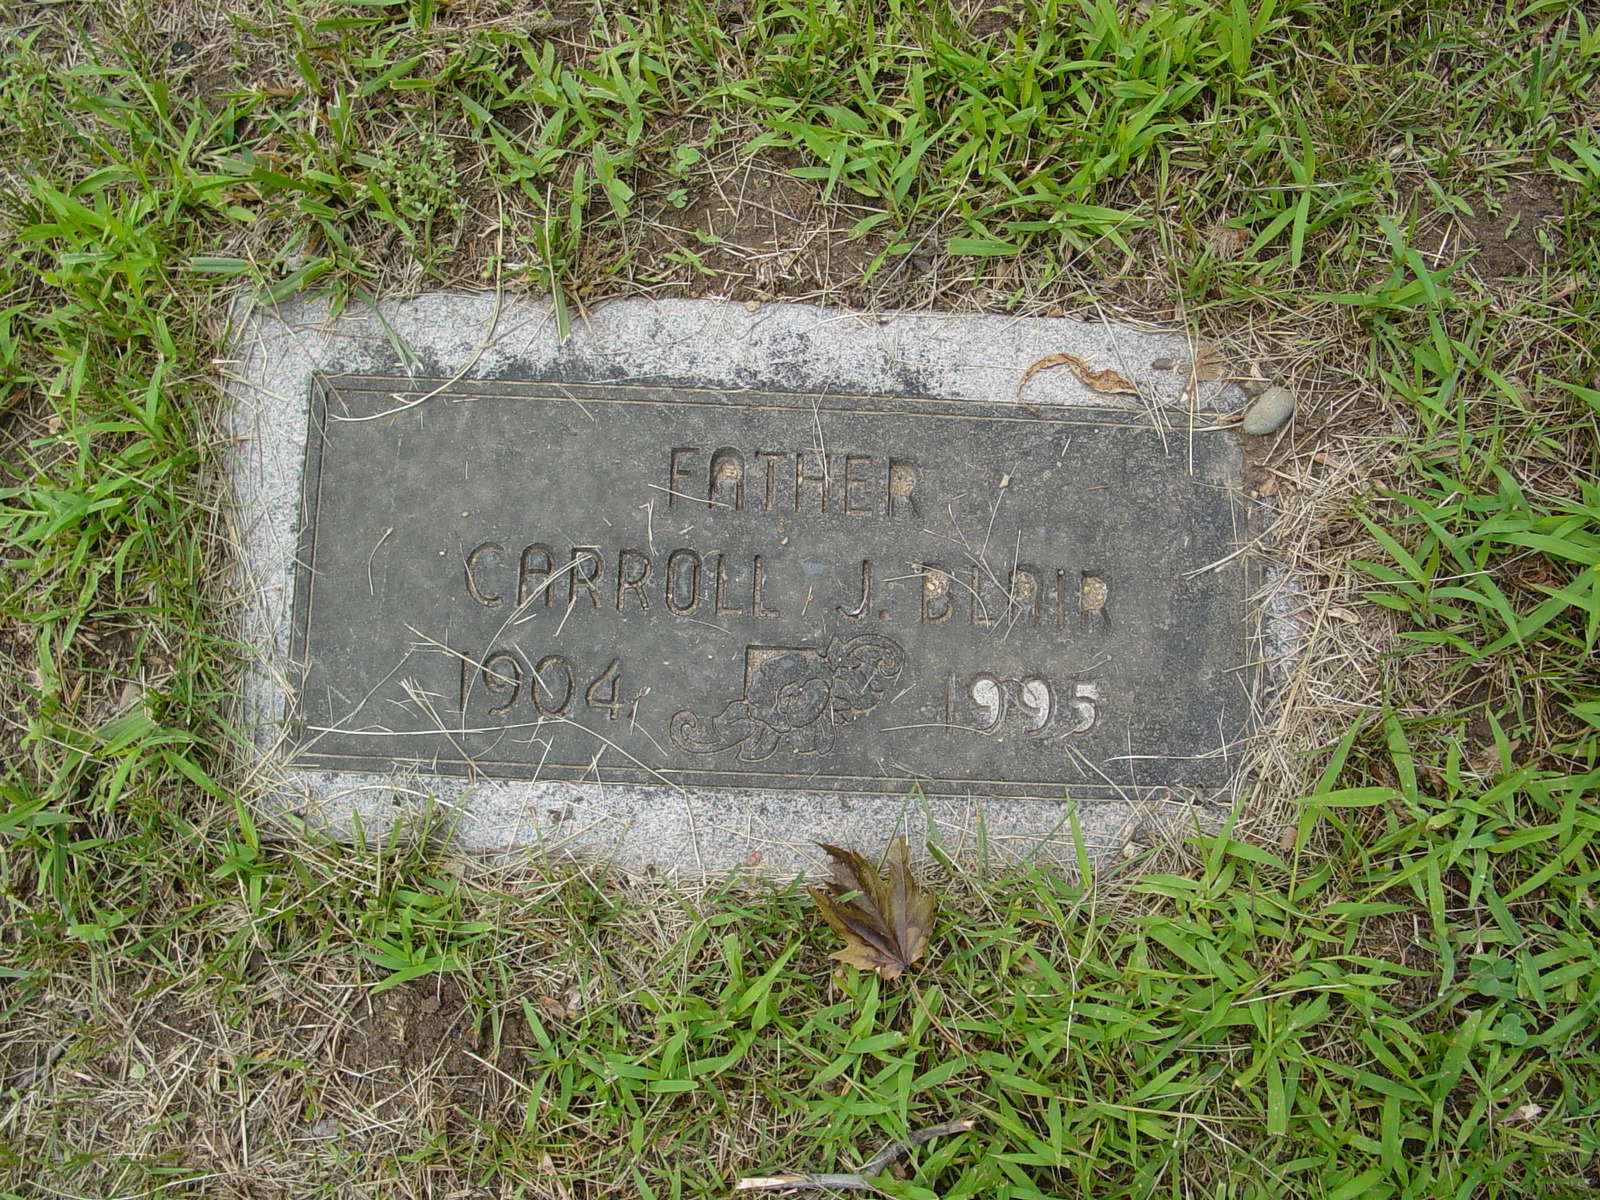 FATHER
CARROLL J. BLAIR
1904 1995